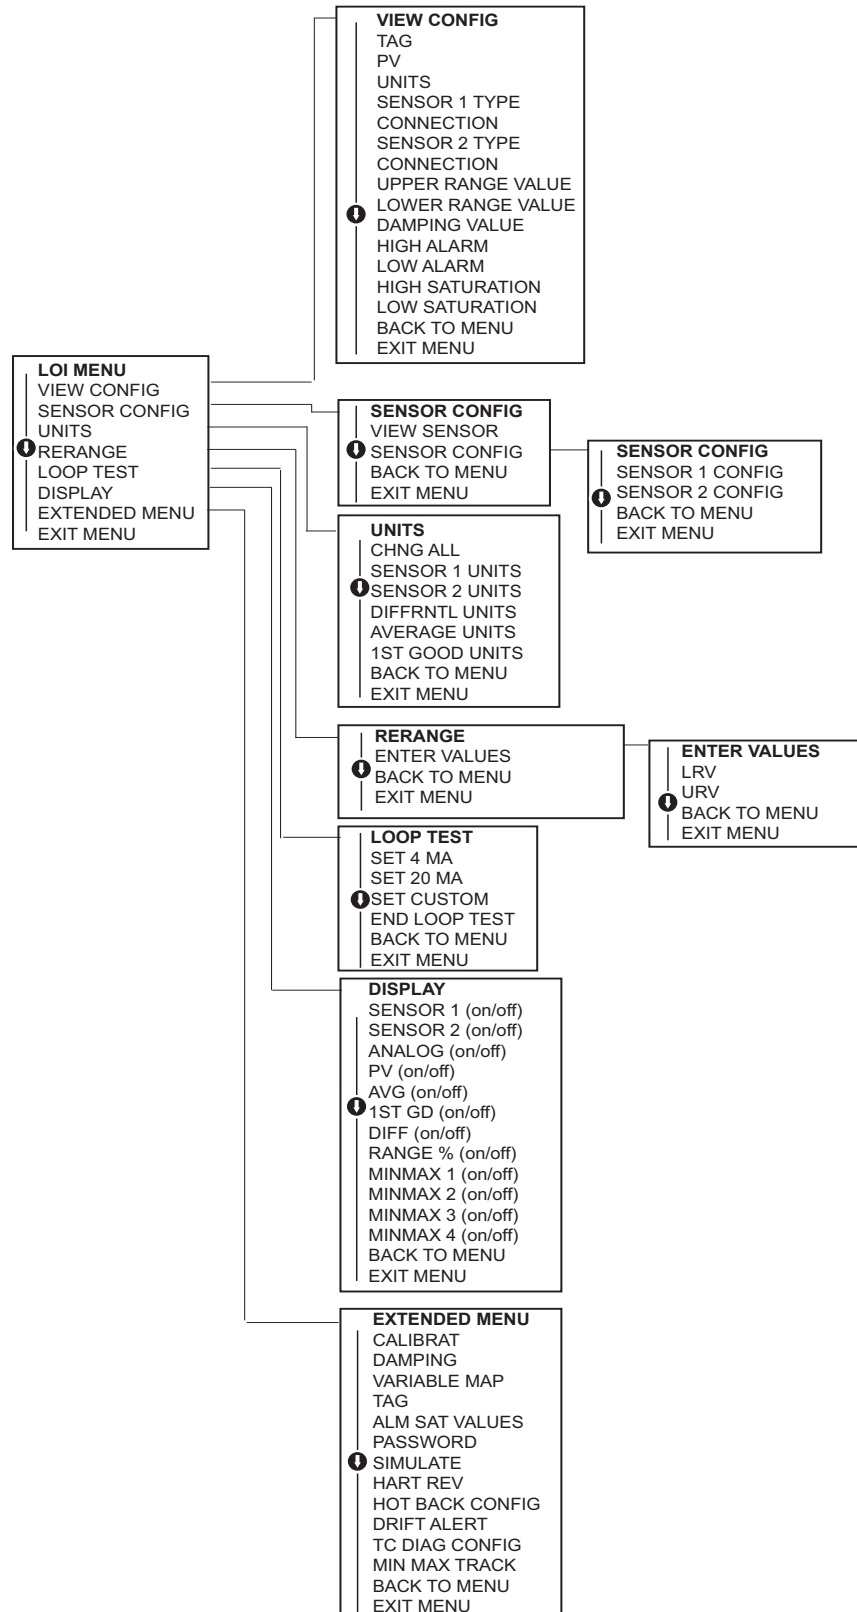 VIEW CONFIG
TAG
PV
UNITS
SENSOR 1 TYPE
CONNECTION
SENSOR 2 TYPE
CONNECTION
UPPER RANGE VALUE
LOWER RANGE VALUE
DAMPING VALUE
HIGH ALARM
LOW ALARM
HIGH SATURATION
LOW SATURATION
BACK TO MENU
EXIT MENU
LOI MENU
VIEW CONFIG
SENSOR CONFIG
UNITS
RERANGE
LOOP TEST
DISPLAY
EXTENDED MENU
EXIT MENU
SENSOR CONFIG
VIEW SENSOR
SENSOR CONFIG
BACK TO MENU
EXIT MENU
SENSOR CONFIG
SENSOR 1 CONFIG
SENSOR 2 CONFIG
BACK TO MENU
EXIT MENU
UNITS
CHNG ALL
SENSOR 1 UNITS
SENSOR 2 UNITS
DIFFRNTL UNITS
AVERAGE UNITS
1ST GOOD UNITS
BACK TO MENU
EXIT MENU
RERANGE
ENTER VALUES
BACK TO MENU
EXIT MENU
ENTER VALUES
LRV
URV
BACK TO MENU
EXIT MENU
LOOP TEST
SET 4 MA
SET 20 MA
SET CUSTOM
END LOOP TEST
BACK TO MENU
EXIT MENU
DISPLAY
SENSOR 1 (on/off)
SENSOR 2 (on/off)
ANALOG (on/off)
PV (on/off)
AVG (on/off)
1ST GD (on/off)
DIFF (on/off)
RANGE % (on/off)
MINMAX 1 (on/off)
MINMAX 2 (on/off)
MINMAX 3 (on/off)
MINMAX 4 (on/off)
BACK TO MENU
EXIT MENU
EXTENDED MENU
CALIBRAT
DAMPING
VARIABLE MAP
TAG
ALM SAT VALUES
PASSWORD
SIMULATE
HART REV
HOT BACK CONFIG
DRIFT ALERT
TC DIAG CONFIG
MIN MAX TRACK
BACK TO MENU
EXIT MENU